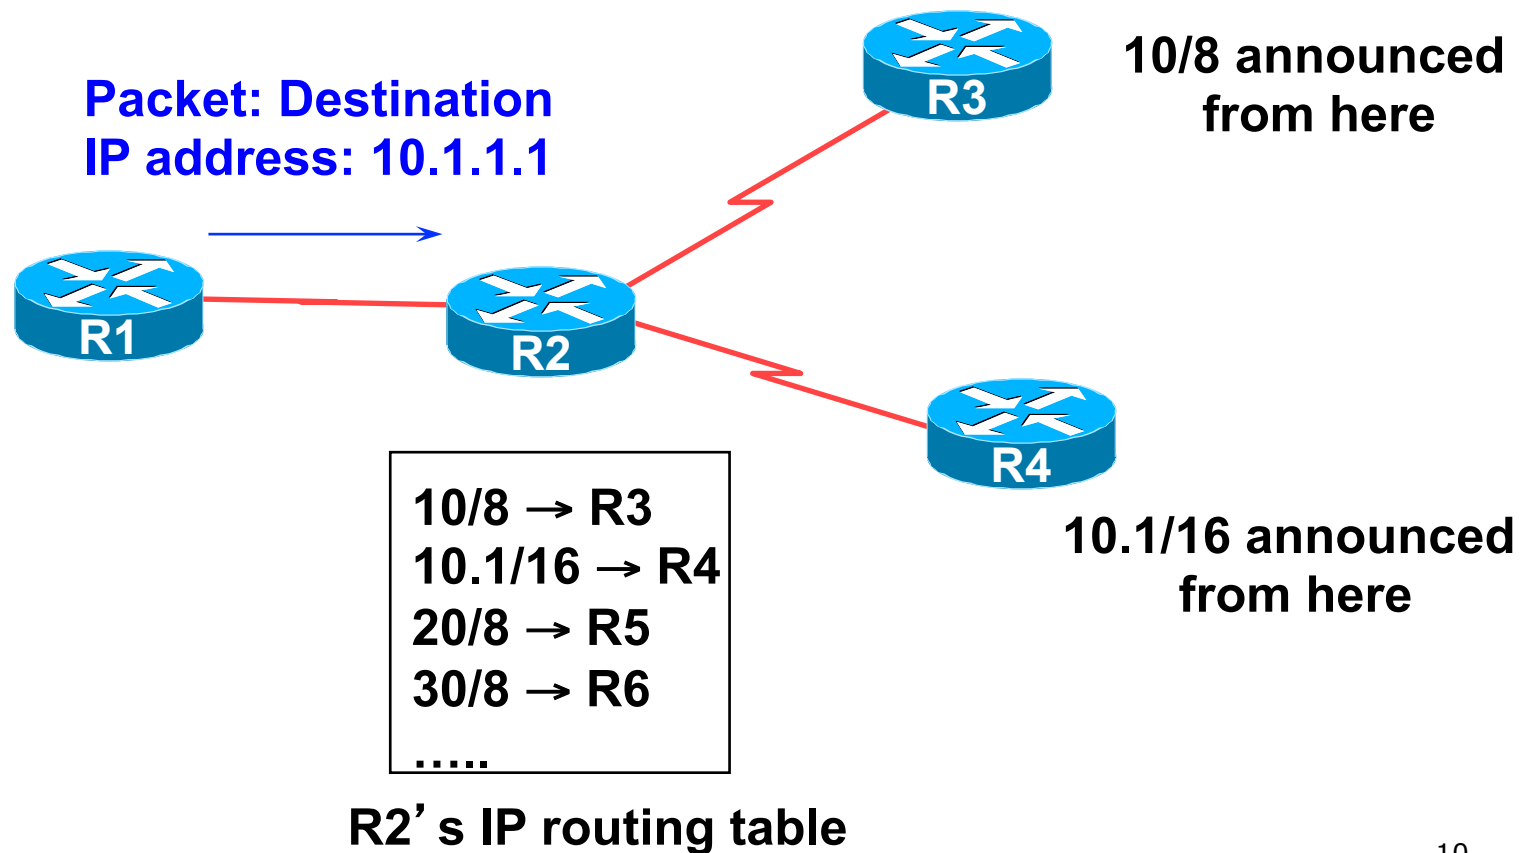 Packet: Destination
IP address: 10.1.1.1
R3
10/8 announced
from here
R1
R2
R4
10.1/16 announced
from here
10/8 → R3
10.1/16 → R4
20/8 → R5
30/8 → R6
…..
R2’s IP routing table
10